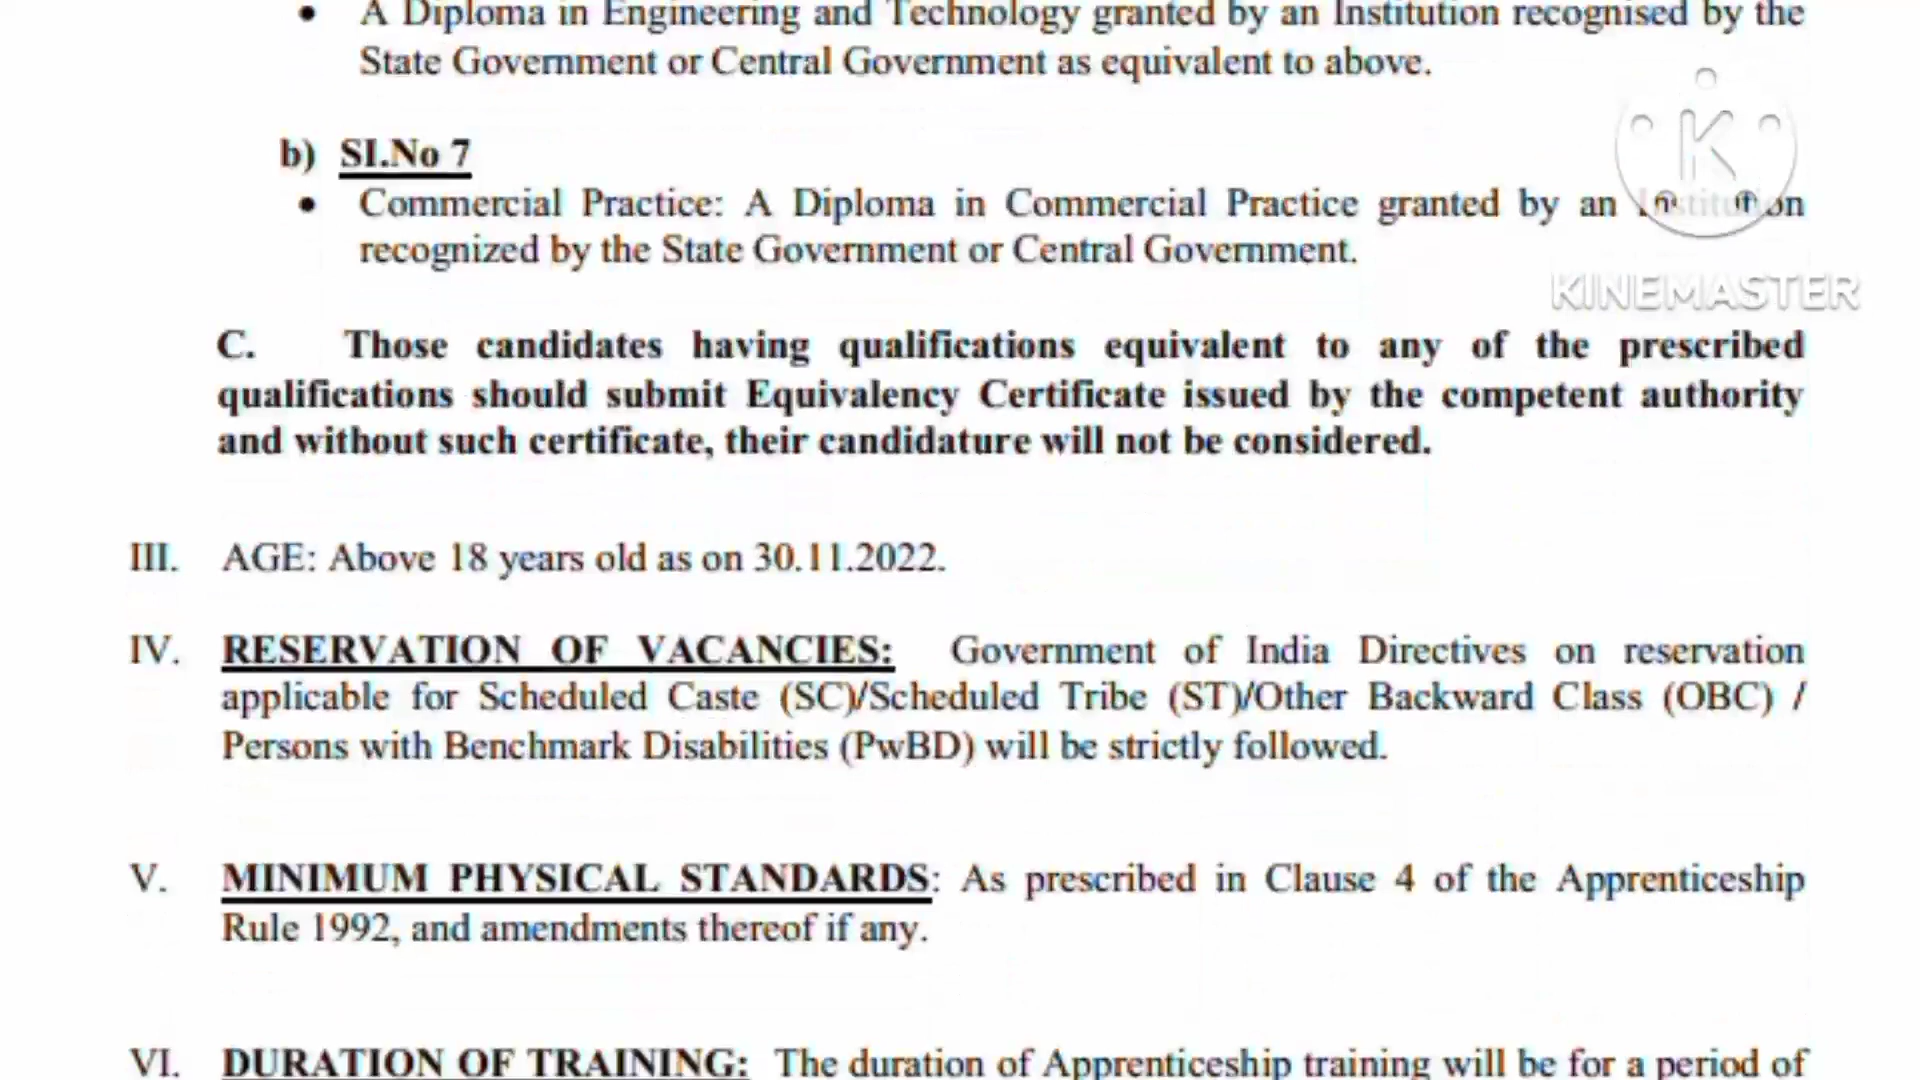 • A Diploma in Engineering and Technology granted by an Institution recognised by the
State Government or Central Government as equivalent to above.
b) SI.No 7
• Commercial Practice: A Diploma in Commercial Practice granted by an Institution
recognized by the State Government or Central Government.
K
KINEMASTER
C. Those candidates having qualifications equivalent to any of the prescribed
qualifications should submit Equivalency Certificate issued by the competent authority
and without such certificate, their candidature will not be considered.
III. AGE: Above 18 years old as on 30.11.2022.
IV. RESERVATION OF VACANCIES: Government of India Directives on reservation
applicable for Scheduled Caste (SC)/Scheduled Tribe (ST)/Other Backward Class (OBC) /
Persons with Benchmark Disabilities (PwBD) will be strictly followed.
V. MINIMUM PHYSICAL STANDARDS: As prescribed in Clause 4 of the Apprenticeship
Rule 1992, and amendments thereof if any.
VI. DURATION OF TRAINING: The duration of Apprenticeship training will be for a period of